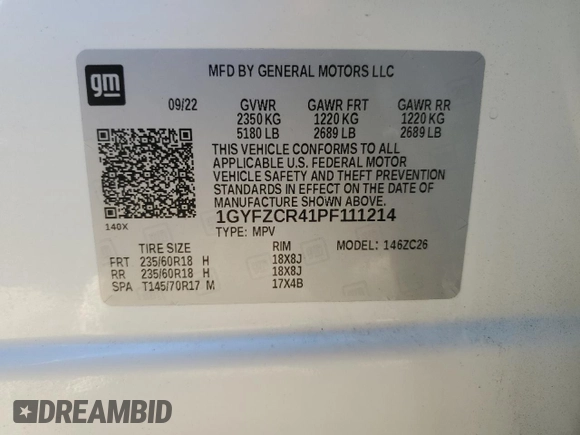 gm
MFD BY GENERAL MOTORS LLC
09/22 GVWR GAWR FRT GAWR RR
2350 KG 1220 KG 1220 KG
5180 LB 2689 LB 2689 LB
THIS VEHICLE CONFORMS TO ALL
APPLICABLE U.S. FEDERAL MOTOR
VEHICLE SAFETY AND THEFT PREVENTION
STANDARDS IN EFFECT ON THE DATE OF
MANUFACTURE SHOWN ABOVE.
1GYFZCR41PF111214
140X
TYPE: MPV
TIRE SIZE RIM MODEL: 146ZC26
FRT 235/60R18 H 18X8J
RR 235/60R18 H 18X8J
SPA T145/70R17 M 17X4B
DREAMBID